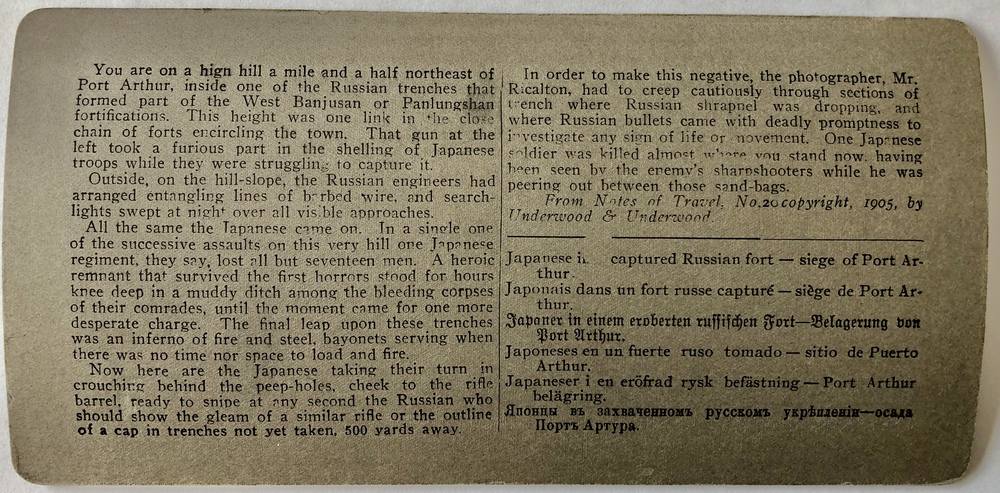 You are on a high hill a mile and a half northeast of
Port Arthur, inside one of the Russian trenches that
formed part of the West Banjusan or Panlungshan
fortifications. This height was one link in the close
chain of forts encircling the town. That gun at the
left took a furious part in the shelling of Japanese
troops while they were struggling to capture it.
Outside, on the hill-slope, the Russian engineers had
arranged entangling lines of barbed wire, and search-
lights swept at night over all visible approaches.
All the same the Japanese came on. In a single one
of the successive assaults on this very hill one Japanese
regiment, they say, lost all but seventeen men. A heroic
remnant that survived the first horrors stood for hours
knee deep in a muddy ditch among the bleeding corpses
of their comrades, until the moment came for one more
desperate charge. The final leap upon these trenches
was an inferno of fire and steel, bayonets serving when
there was no time nor space to load and fire.
Now here are the Japanese taking their turn in
crouching behind the peep-holes, cheek to the rifle
barrel, ready to snipe at any second the Russian who
should show the gleam of a similar rifle or the outline
of a cap in trenches not yet taken, 500 yards away.
In order to make this negative, the photographer, Mr.
Ricalton, had to creep cautiously through sections of
trench where Russian shrapnel was dropping, and
where Russian bullets came with deadly promptness to
investigate any sign of life or movement. One Japanese
soldier was killed almost where you stand now, having
been seen by the enemy's sharpshooters while he was
peering out between those sand-bags.
From Notes of Travel, No. 20 copyright, 1905, by
Underwood & Underwood.
Japanese captured Russian fort — siege of Port Ar-
thur.
Japonais dans un fort russe capturé — siège de Port Ar-
thur.
Japaner in einem eroberten russischen Fort—Belagerung von
Port Arthur.
Japoneses en un fuerte ruso tomado — sitio de Puerto
Arthur.
Japaneser i en eröfrad rysk befästning — Port Arthur
belägring.
Японцы въ захваченномъ русскомъ укрѣпленіи—осада
Портъ Артура.